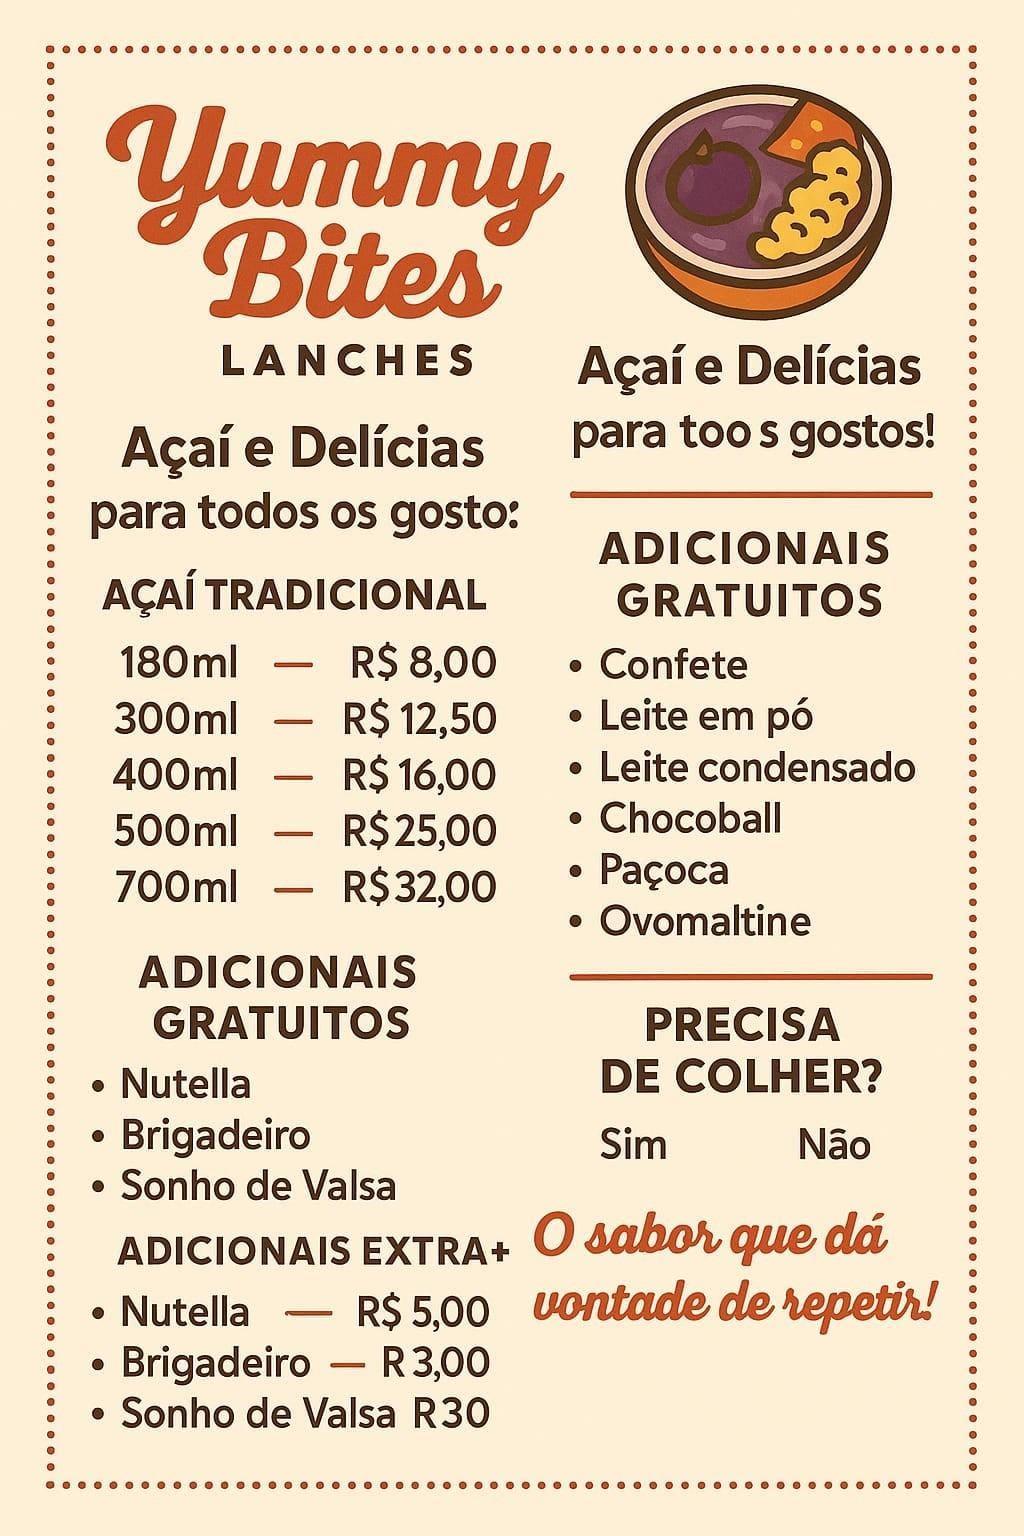 Yummy
Bites
LANCHES
Açaí e Delícias
para todos os gosto:
AÇAÍ TRADICIONAL
180ml — R$ 8,00
300ml — R$ 12,50
400ml — R$ 16,00
500ml — R$25,00
700ml — R$32,00
ADICIONAIS
GRATUITOS
• Nutella
• Brigadeiro
• Sonho de Valsa
ADICIONAIS EXTRA+
• Nutella — R$ 5,00
• Brigadeiro — R 3,00
• Sonho de Valsa R30
Açaí e Delícias
para too s gostos!
ADICIONAIS
GRATUITOS
• Confete
• Leite em pó
• Leite condensado
• Chocoball
• Paçoca
• Ovomaltine
PRECISA
DE COLHER?
Sim Não
O sabor que dá
vontade de repetir!